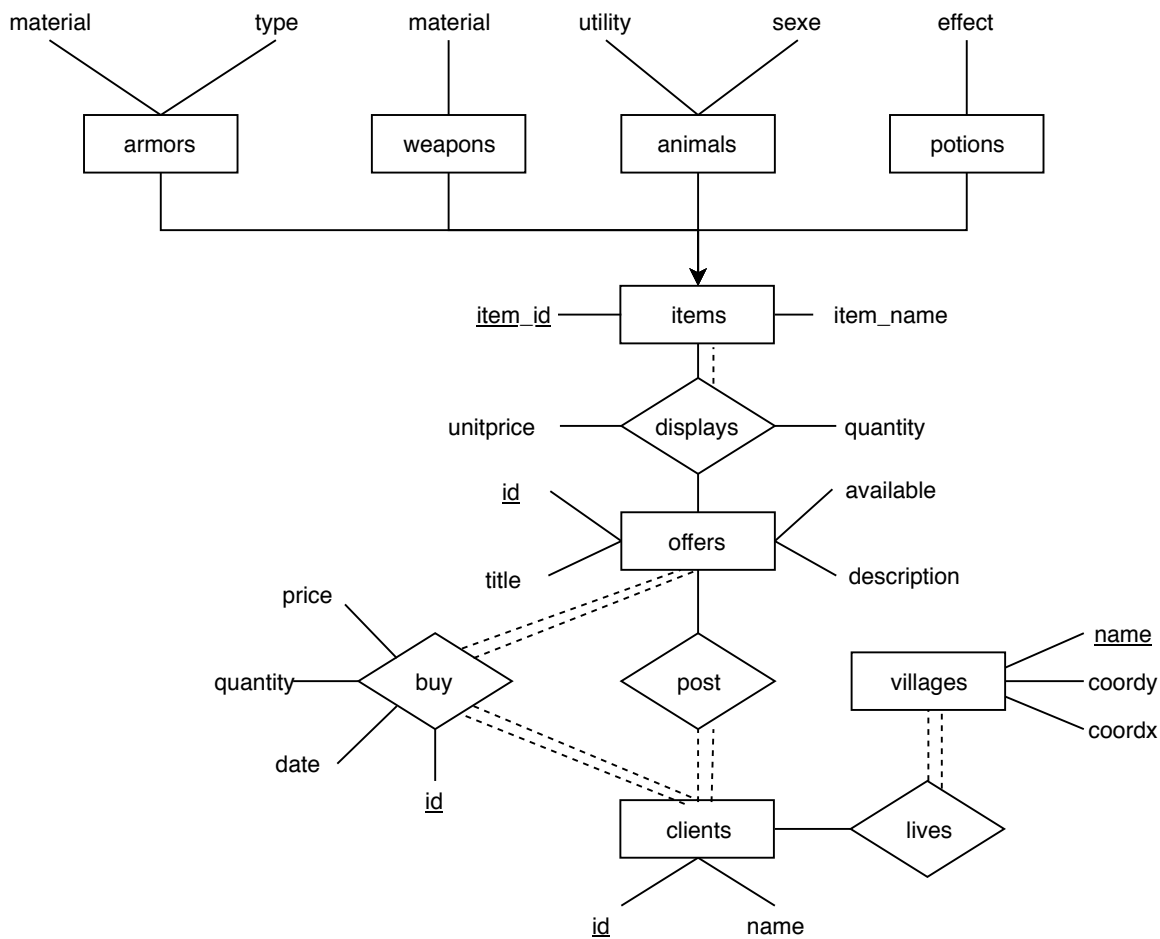 material type material utility sexe effect
armors weapons animals potions
item_id items item_name
unitprice displays quantity
id available
offers
title description
price
name
quantity buy post villages coordy
coordx
date
id
clients lives
id name